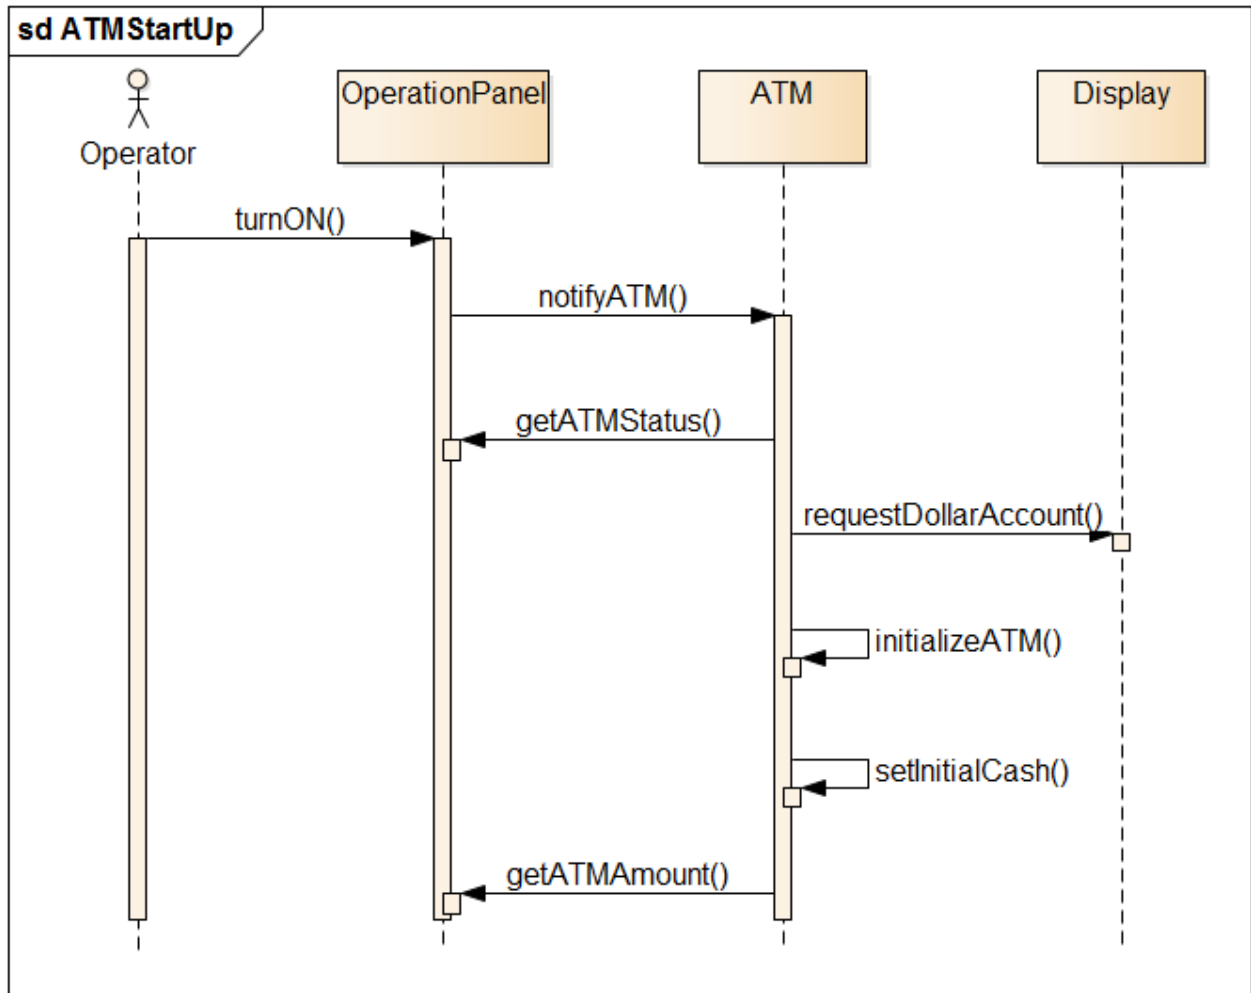 sd ATMStartUp
OperationPanel
ATM
Display
Operator
turnON()
notifyATM()
getATMStatus()
requestDollarAccount()
initializeATM()
setInitialCash()
getATMAmount()